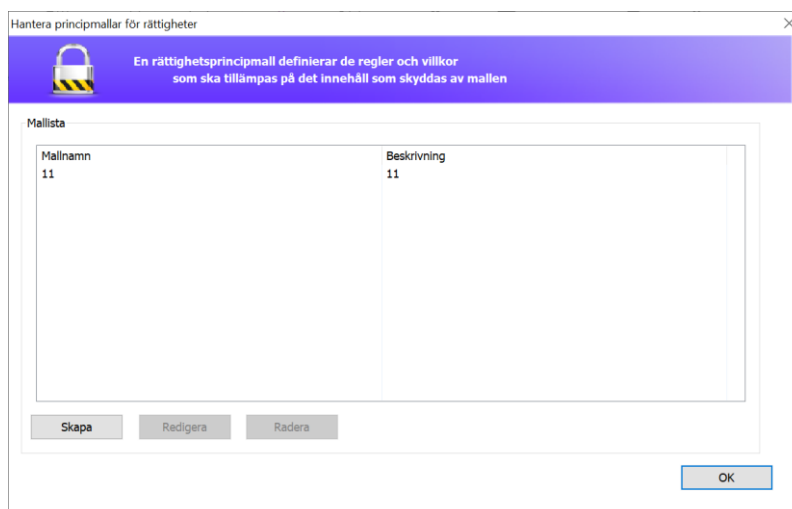 Hantera principmallar för rättigheter
En rättighetsprincipmall definierar de regler och villkor
som ska tillämpas på det innehåll som skyddas av mallen
Mallista
Mallnamn Beskrivning
11 11
Skapa Redigera Radera
OK